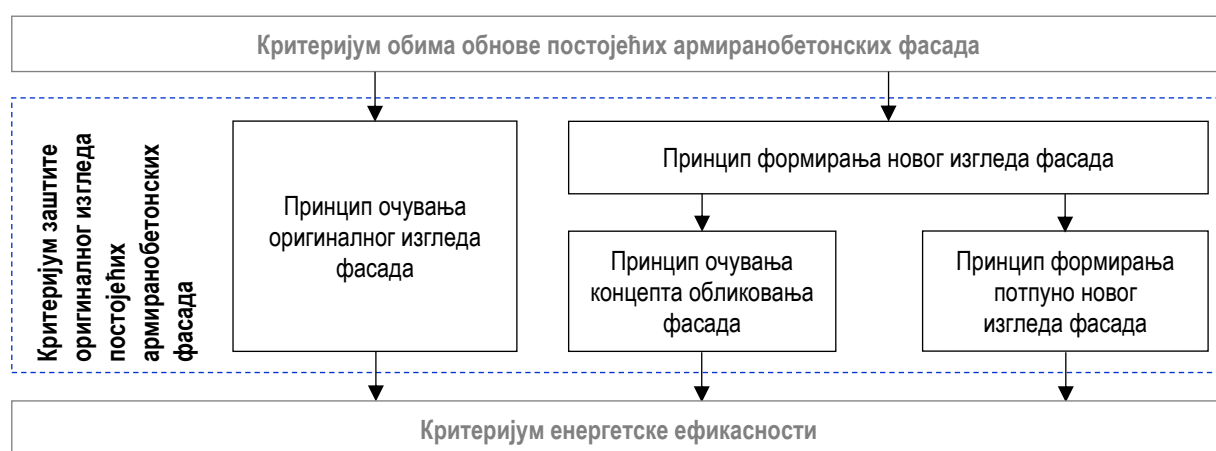 Критеријум обима обнове постојећих армиранобетонских фасада
Критеријум заштите
оригиналног изгледа
постојећих
армиранобетонских
фасада
Принцип очувања
оригиналног изгледа
фасада
Принцип формирања новог изгледа фасада
Принцип очувања
концепта обликовања
фасада
Принцип формирања
потпуно новог
изгледа фасада
Критеријум енергетске ефикасности